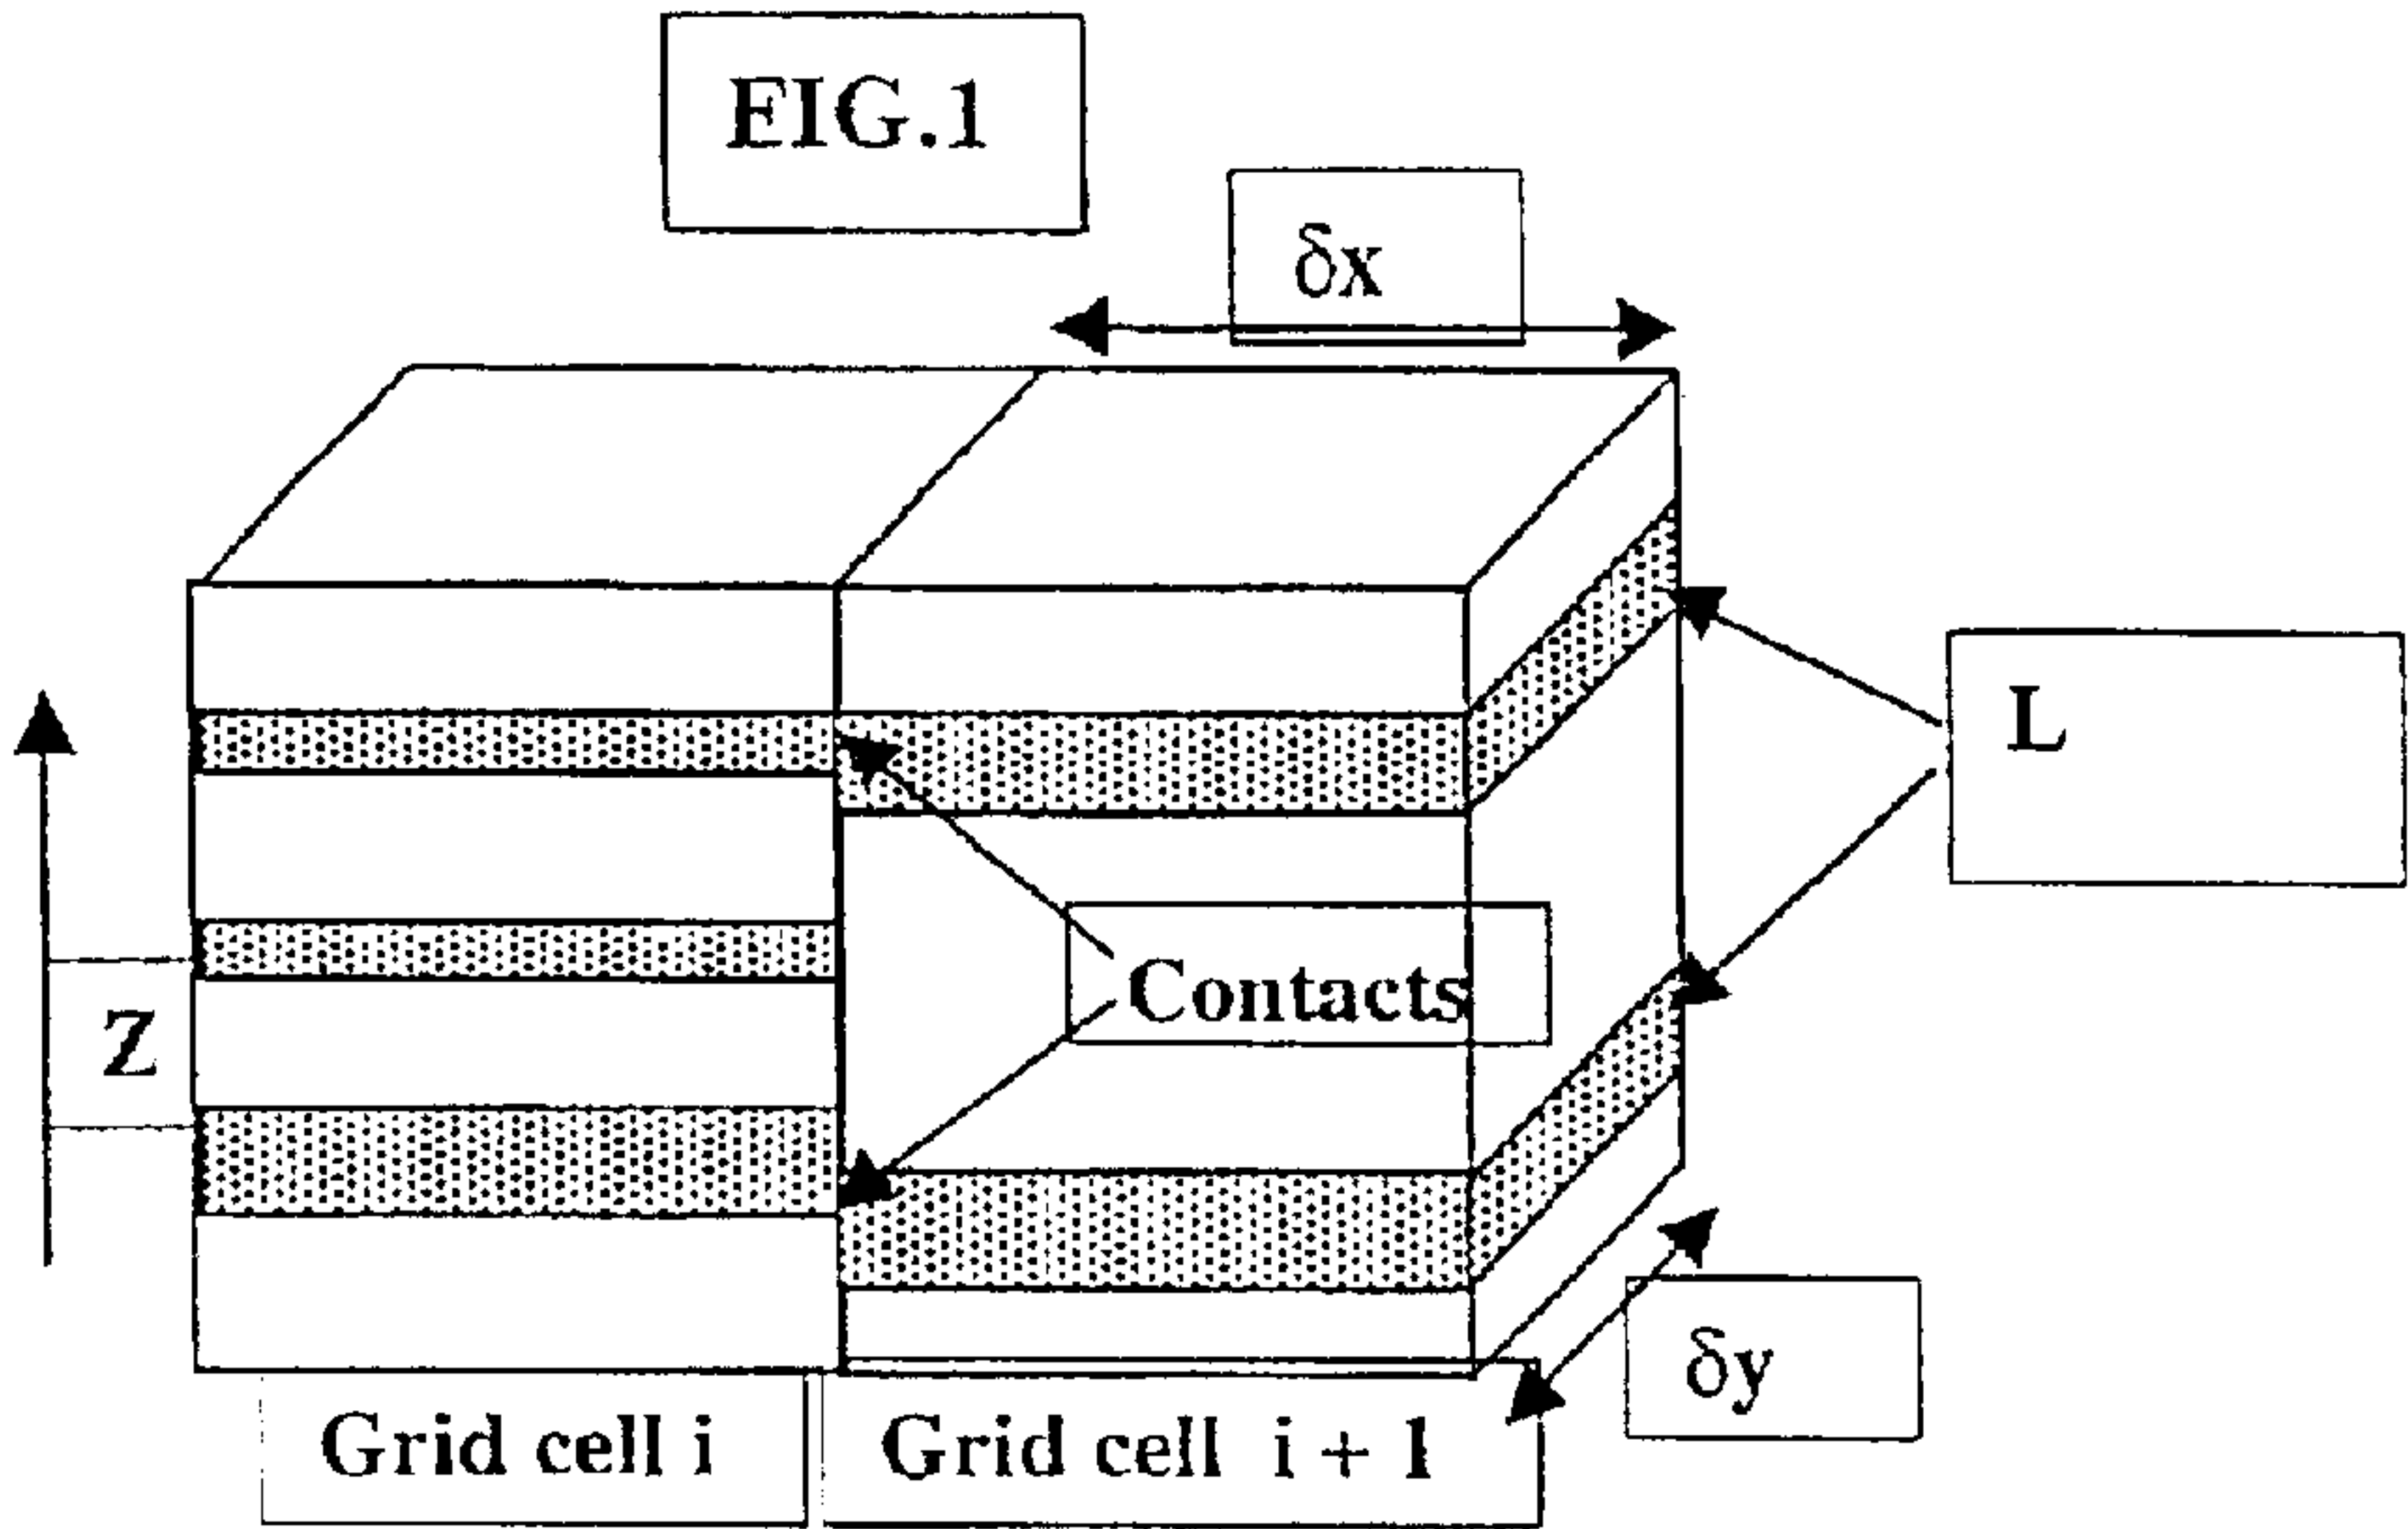 FIG.1
δx
L
Contacts
Z
δy
Grid cell i
Grid cell i + 1